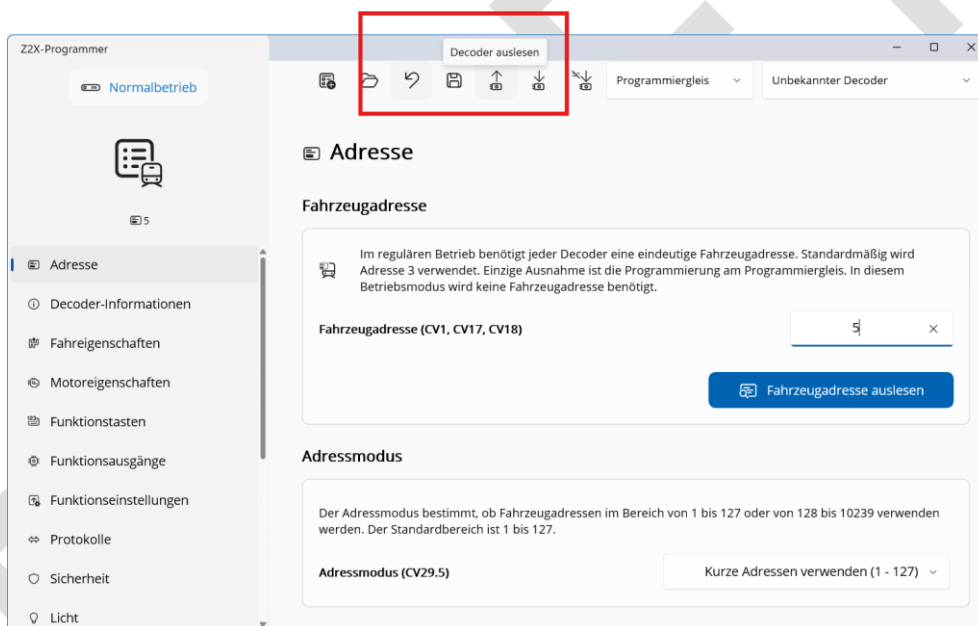 Z2X-Programmer
Decoder auslesen
Normalbetrieb
Programmiergleis
Unbekannter Decoder
5
Adresse
Decoder-Informationen
Fahreigenschaften
Motoreigenschaften
Funktionstasten
Funktionsausgänge
Funktionseinstellungen
Protokolle
Sicherheit
Licht
Adresse
Fahrzeugadresse
Im regulären Betrieb benötigt jeder Decoder eine eindeutige Fahrzeugadresse. Standardmäßig wird
Adresse 3 verwendet. Einzige Ausnahme ist die Programmierung am Programmiergleis. In diesem
Betriebsmodus wird keine Fahrzeugadresse benötigt.
Fahrzeugadresse (CV1, CV17, CV18)
5
Fahrzeugadresse auslesen
Adressmodus
Der Adressmodus bestimmt, ob Fahrzeugadressen im Bereich von 1 bis 127 oder von 128 bis 10239 verwenden
werden. Der Standardbereich ist 1 bis 127.
Adressmodus (CV29.5)
Kurze Adressen verwenden (1 - 127)